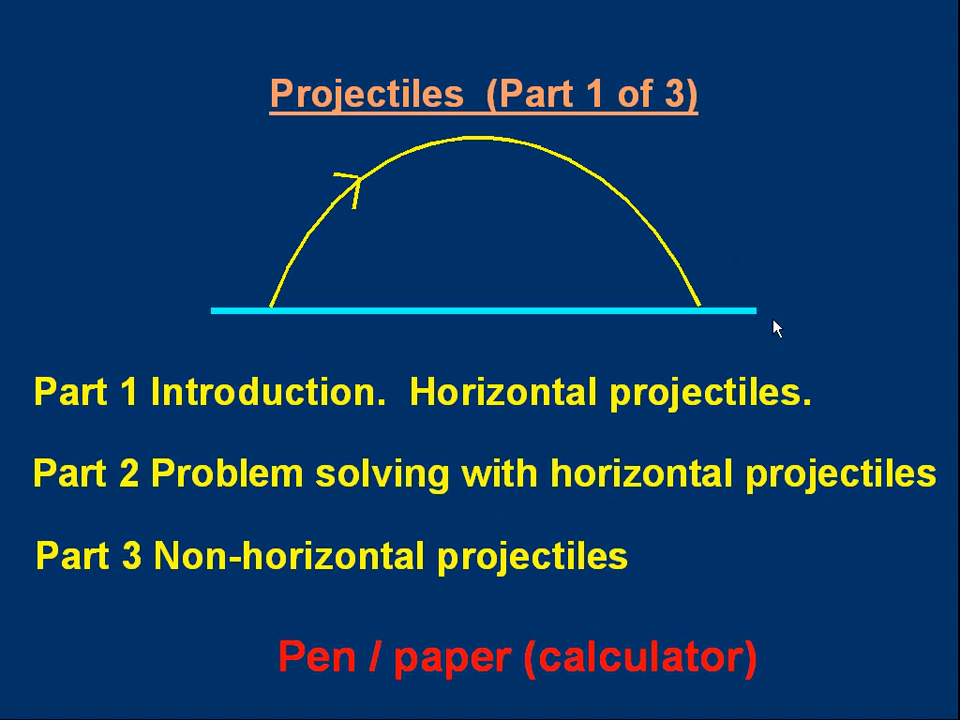 Projectiles (Part 1 of 3)
Part 1 Introduction. Horizontal projectiles.
Part 2 Problem solving with horizontal projectiles
Part 3 Non-horizontal projectiles
Pen / paper (calculator)